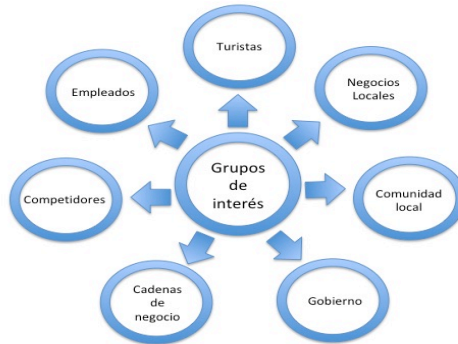 Turistas
Empleados
Negocios
Locales
Grupos
de
interés
Competidores
Comunidad
local
Cadenas
de
negocio
Gobierno